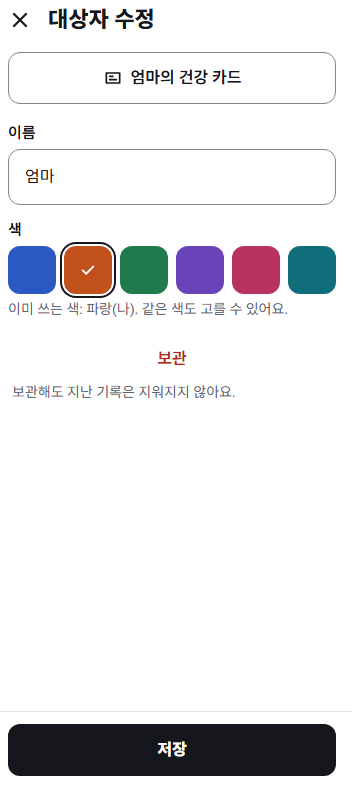 대상자 수정
엄마의 건강 카드
이름
엄마
색
이미 쓰는 색: 파랑(나). 같은 색도 고를 수 있어요.
보관
보관해도 지난 기록은 지워지지 않아요.
저장